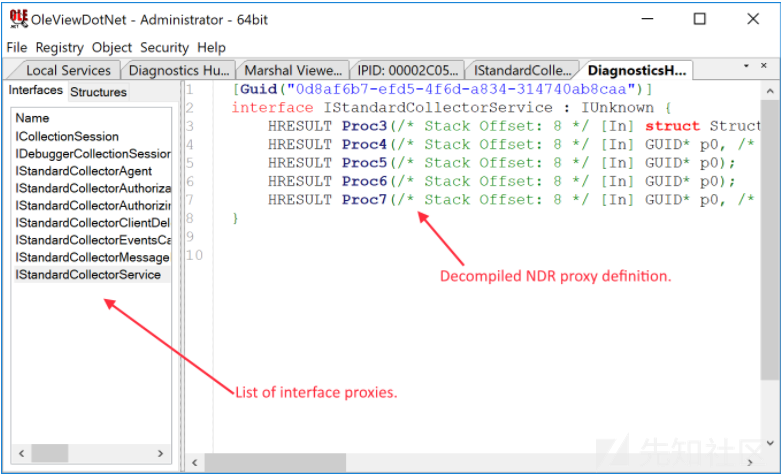 OleViewDotNet - Administrator - 64bit
File Registry Object Security Help
Local Services Diagnostics Hu... Marshal Viewe... IPID: 00002C05... IStandardColle... DiagnosticsH...
Interfaces Structures
Name
ICollectionSession
IDebuggerCollectionSession
IStandardCollectorAgent
IStandardCollectorAuthoriza
IStandardCollectorAuthorizir
IStandardCollectorClientDel
IStandardCollectorEventsCa
IStandardCollectorMessage
IStandardCollectorService
1 [Guid("0d8af6b7-efd5-4f6d-a834-314740ab8caa")]
2 interface IStandardCollectorService : IUnknown {
3 HRESULT Proc3(/* Stack Offset: 8 */ [In] struct Struct
4 HRESULT Proc4(/* Stack Offset: 8 */ [In] GUID* p0, /*
5 HRESULT Proc5(/* Stack Offset: 8 */ [In] GUID* p0);
6 HRESULT Proc6(/* Stack Offset: 8 */ [In] GUID* p0);
7 HRESULT Proc7(/* Stack Offset: 8 */ [In] GUID* p0, /*
8 }
9
10
Decompiled NDR proxy definition.
List of interface proxies.
先知社区